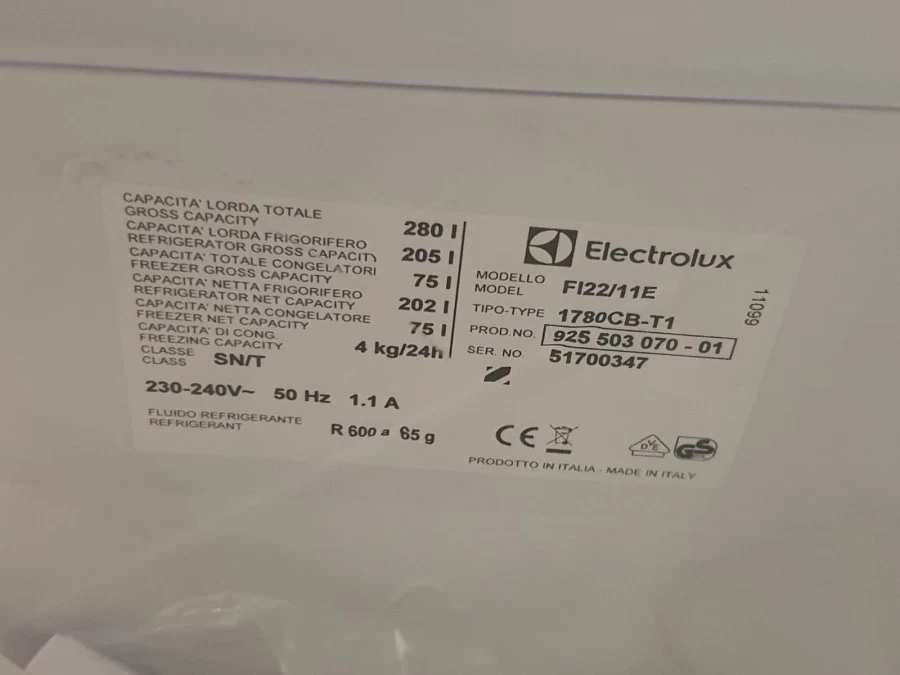 CAPACITA' LORDA TOTALE
GROSS CAPACITY 280 l
CAPACITA' LORDA FRIGORIFERO
REFRIGERATOR GROSS CAPACITY 205 l
CAPACITA' TOTALE CONGELATORI
FREEZER GROSS CAPACITY 75 l
CAPACITA' NETTA FRIGORIFERO
REFRIGERATOR NET CAPACITY 202 l
CAPACITA' NETTA CONGELATORE
FREEZER NET CAPACITY 75 l
CAPACITA' DI CONG.
FREEZING CAPACITY 4 kg/24h
CLASSE
CLASS SN/T
230-240V~ 50 Hz 1.1 A
FLUIDO REFRIGERANTE
REFRIGERANT R 600 a 65 g
Electrolux
MODELLO
MODEL FI22/11E
TIPO-TYPE 1780CB-T1
PROD.NO. 925 503 070 - 01
SER. NO. 51700347
11099
CE
DVE
GS
PRODOTTO IN ITALIA - MADE IN ITALY